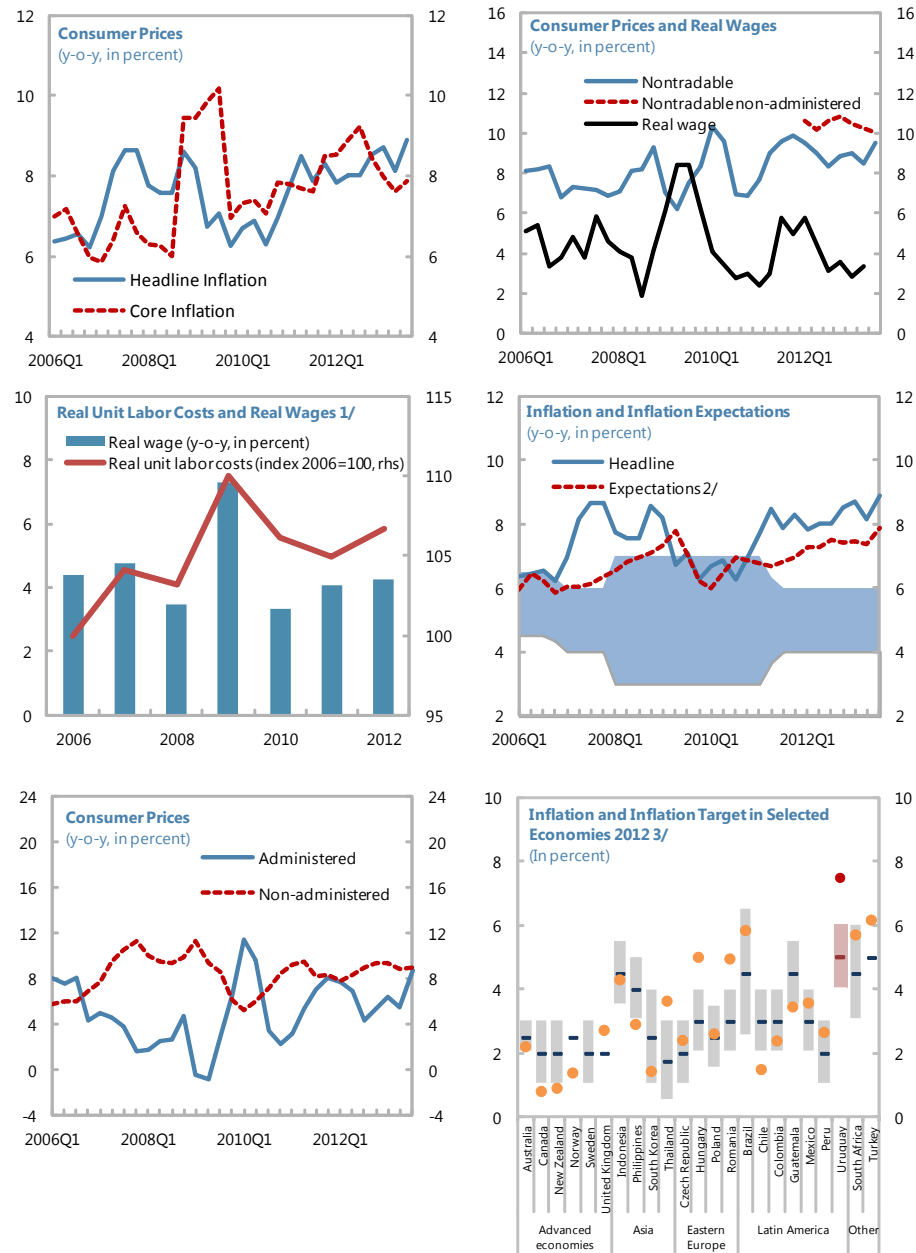 Consumer Prices
(y-o-y, in percent)
12
10
8
6
4
12
10
8
6
4
Headline Inflation
Core Inflation
2006Q1 2008Q1 2010Q1 2012Q1
Consumer Prices and Real Wages
(y-o-y, in percent)
16
14
12
10
8
6
4
2
0
16
14
12
10
8
6
4
2
0
Nontradable
Nontradable non-administered
Real wage
2006Q1 2008Q1 2010Q1 2012Q1
Real Unit Labor Costs and Real Wages 1/
10
8
6
4
2
0
115
110
105
100
95
Real wage (y-o-y, in percent)
Real unit labor costs (index 2006=100, rhs)
2006 2008 2010 2012
Inflation and Inflation Expectations
(y-o-y, in percent)
12
10
8
6
4
2
12
10
8
6
4
2
Headline
Expectations 2/
2006Q1 2008Q1 2010Q1 2012Q1
Consumer Prices
(y-o-y, in percent)
24
20
16
12
8
4
0
-4
24
20
16
12
8
4
0
-4
Administered
Non-administered
2006Q1 2008Q1 2010Q1 2012Q1
Inflation and Inflation Target in Selected
Economies 2012 3/
(In percent)
10
8
6
4
2
0
10
8
6
4
2
0
Australia
Canada
New Zealand
Norway
Sweden
United Kingdom
Indonesia
Philippines
South Korea
Thailand
Czech Republic
Hungary
Poland
Romania
Brazil
Chile
Colombia
Guatemala
Mexico
Peru
Uruguay
South Africa
Turkey
Advanced
economies
Asia
Eastern
Europe
Latin America
Other